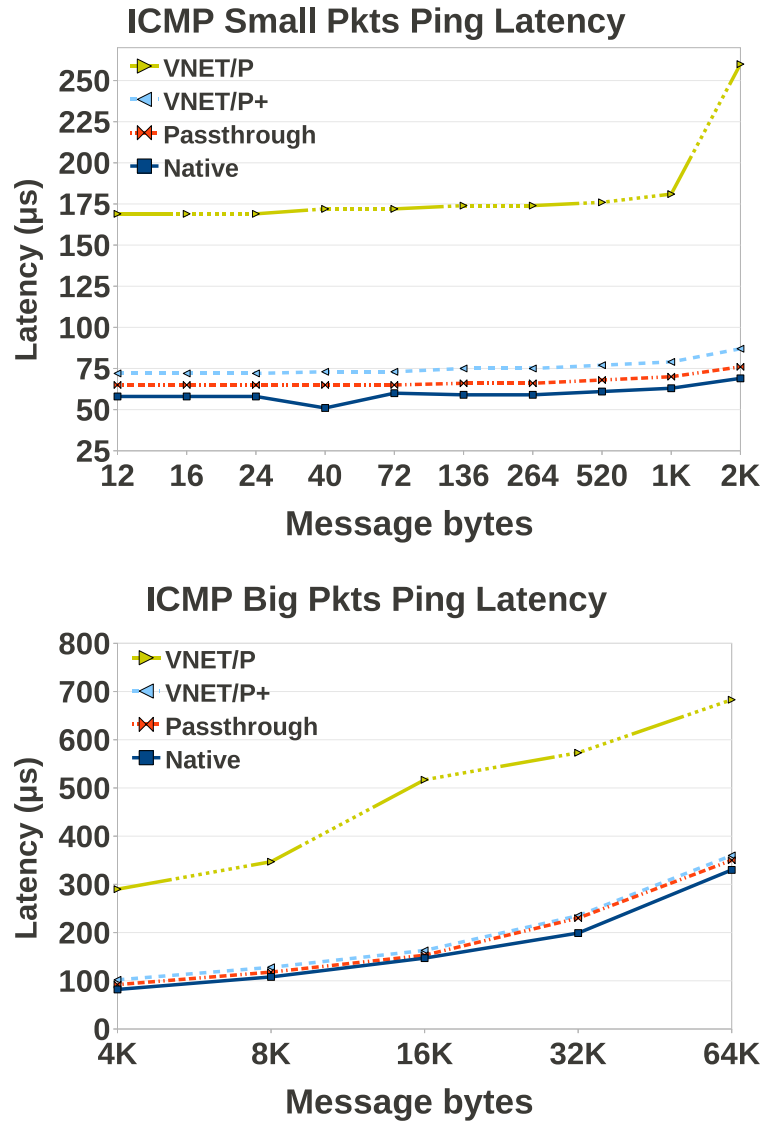 ICMP Small Pkts Ping Latency
VNET/P
VNET/P+
Passthrough
Native
Latency (µs)
250
225
200
175
150
125
100
75
50
25
12 16 24 40 72 136 264 520 1K 2K
Message bytes
ICMP Big Pkts Ping Latency
VNET/P
VNET/P+
Passthrough
Native
Latency (µs)
800
700
600
500
400
300
200
100
0
4K 8K 16K 32K 64K
Message bytes